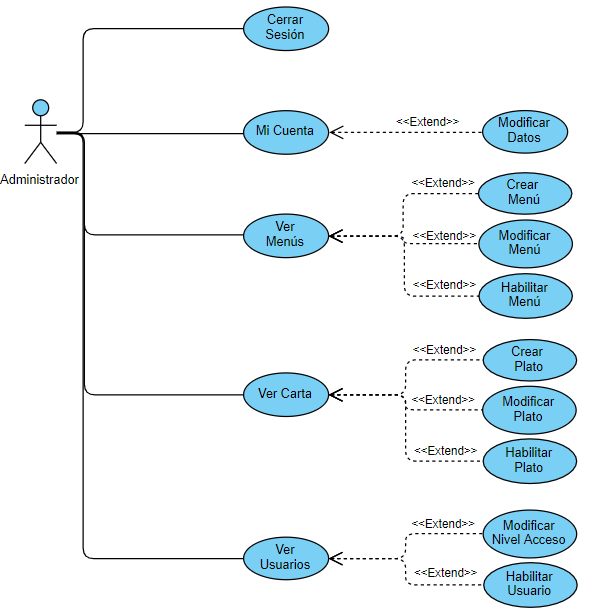 Cerrar
Sesión
Administrador
Mi Cuenta
<<Extend>>
Modificar
Datos
Ver
Menús
<<Extend>>
Crear
Menú
<<Extend>>
Modificar
Menú
<<Extend>>
Habilitar
Menú
Ver Carta
<<Extend>>
Crear
Plato
<<Extend>>
Modificar
Plato
<<Extend>>
Habilitar
Plato
Ver
Usuarios
<<Extend>>
Modificar
Nivel Acceso
<<Extend>>
Habilitar
Usuario